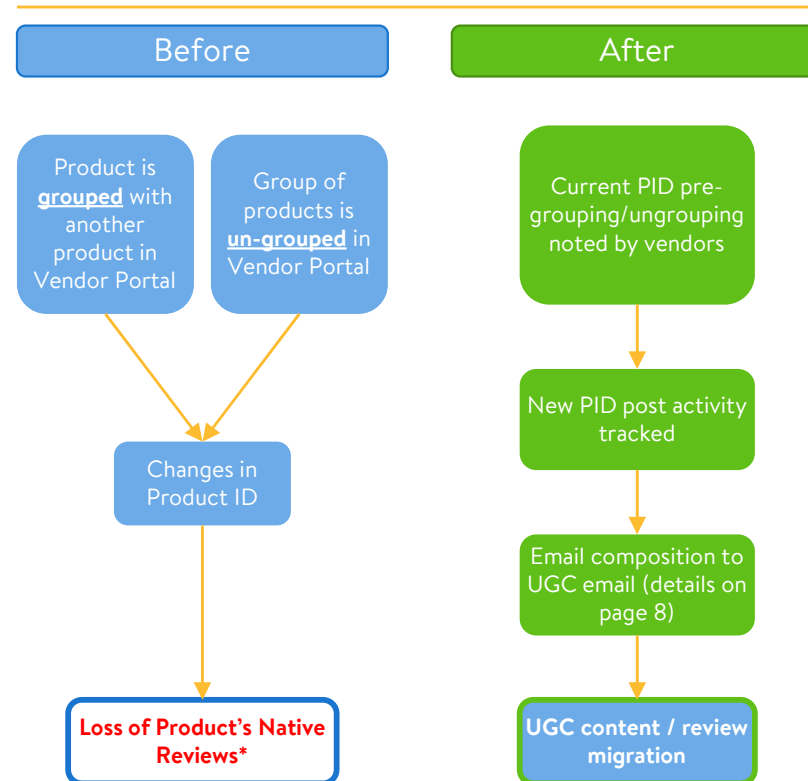 Before
After
Product is
grouped with
another
product in
Vendor Portal
Group of
products is
un-grouped in
Vendor Portal
Current PID pre-
grouping/ungrouping
noted by vendors
New PID post activity
tracked
Changes in
Product ID
Email composition to
UGC email (details on
page 8)
Loss of Product’s Native
Reviews*
UGC content / review
migration